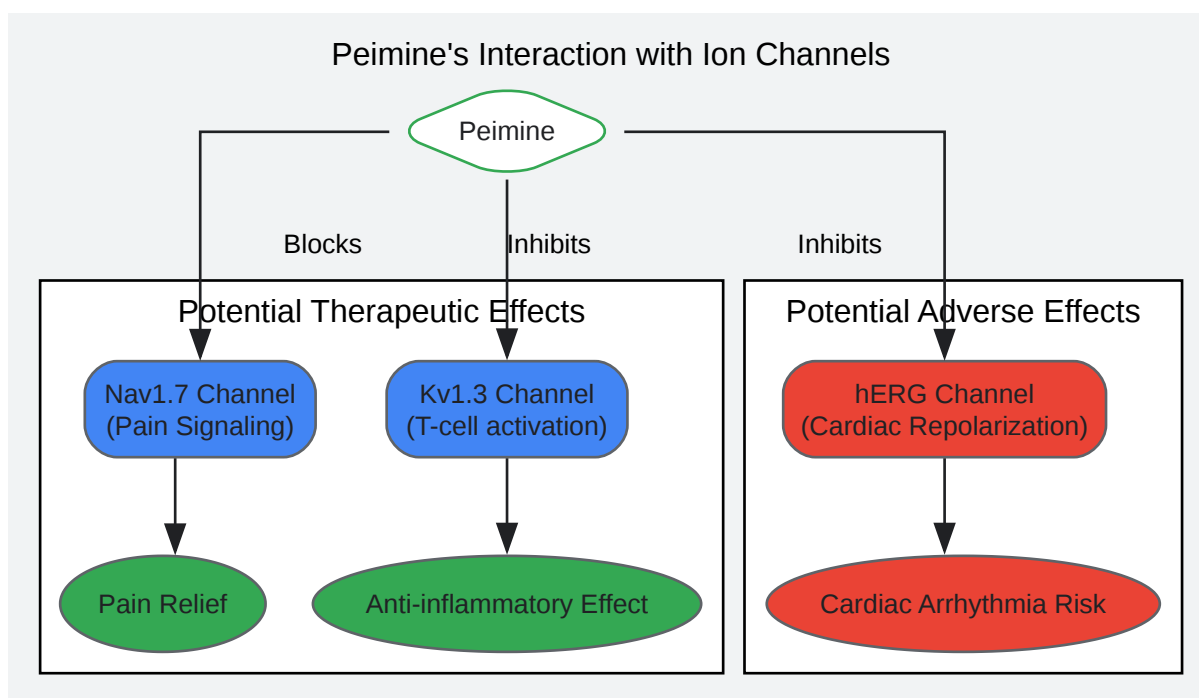 Peimine's Interaction with Ion Channels
Peimine
Blocks
Inhibits
Inhibits
Potential Therapeutic Effects
Nav1.7 Channel
(Pain Signaling)
Kv1.3 Channel
(T-cell activation)
Pain Relief
Anti-inflammatory Effect
Potential Adverse Effects
hERG Channel
(Cardiac Repolarization)
Cardiac Arrhythmia Risk